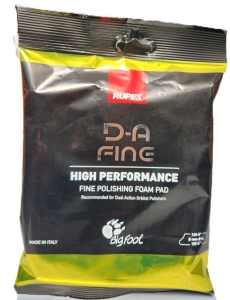 RUPES
D-A
FINE
HIGH PERFORMANCE
FINE POLISHING FOAM PAD
Recommended for Dual Action Orbital Polishers
BigFoot
MADE IN ITALY